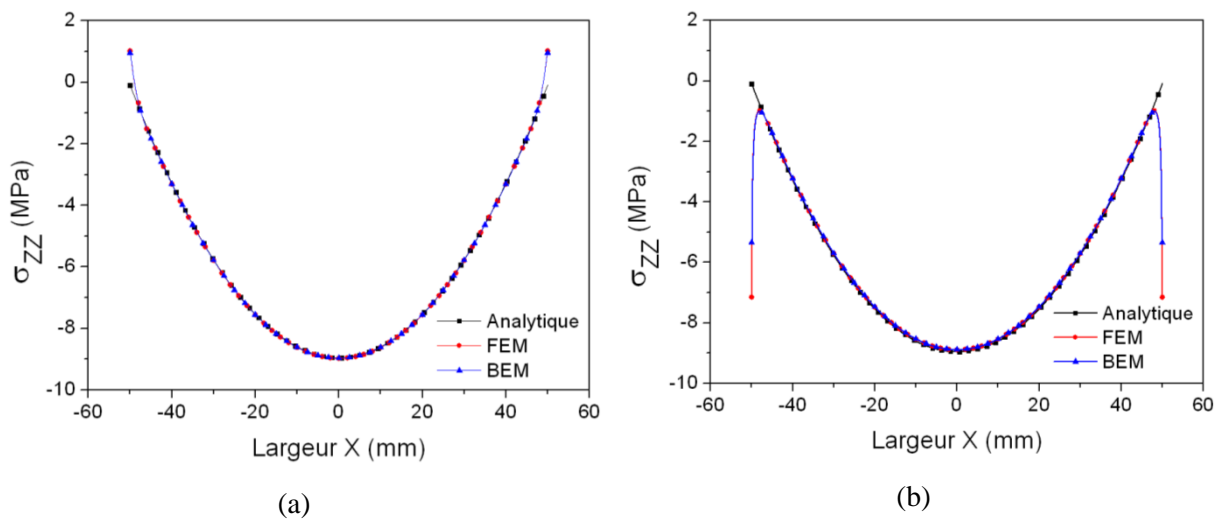 2
0
-2
-4
-6
-8
-10
σZZ (MPa)
Analytique
FEM
BEM
-60 -40 -20 0 20 40 60
Largeur X (mm)
(a)
2
0
-2
-4
-6
-8
-10
σZZ (MPa)
Analytique
FEM
BEM
-60 -40 -20 0 20 40 60
Largeur X (mm)
(b)